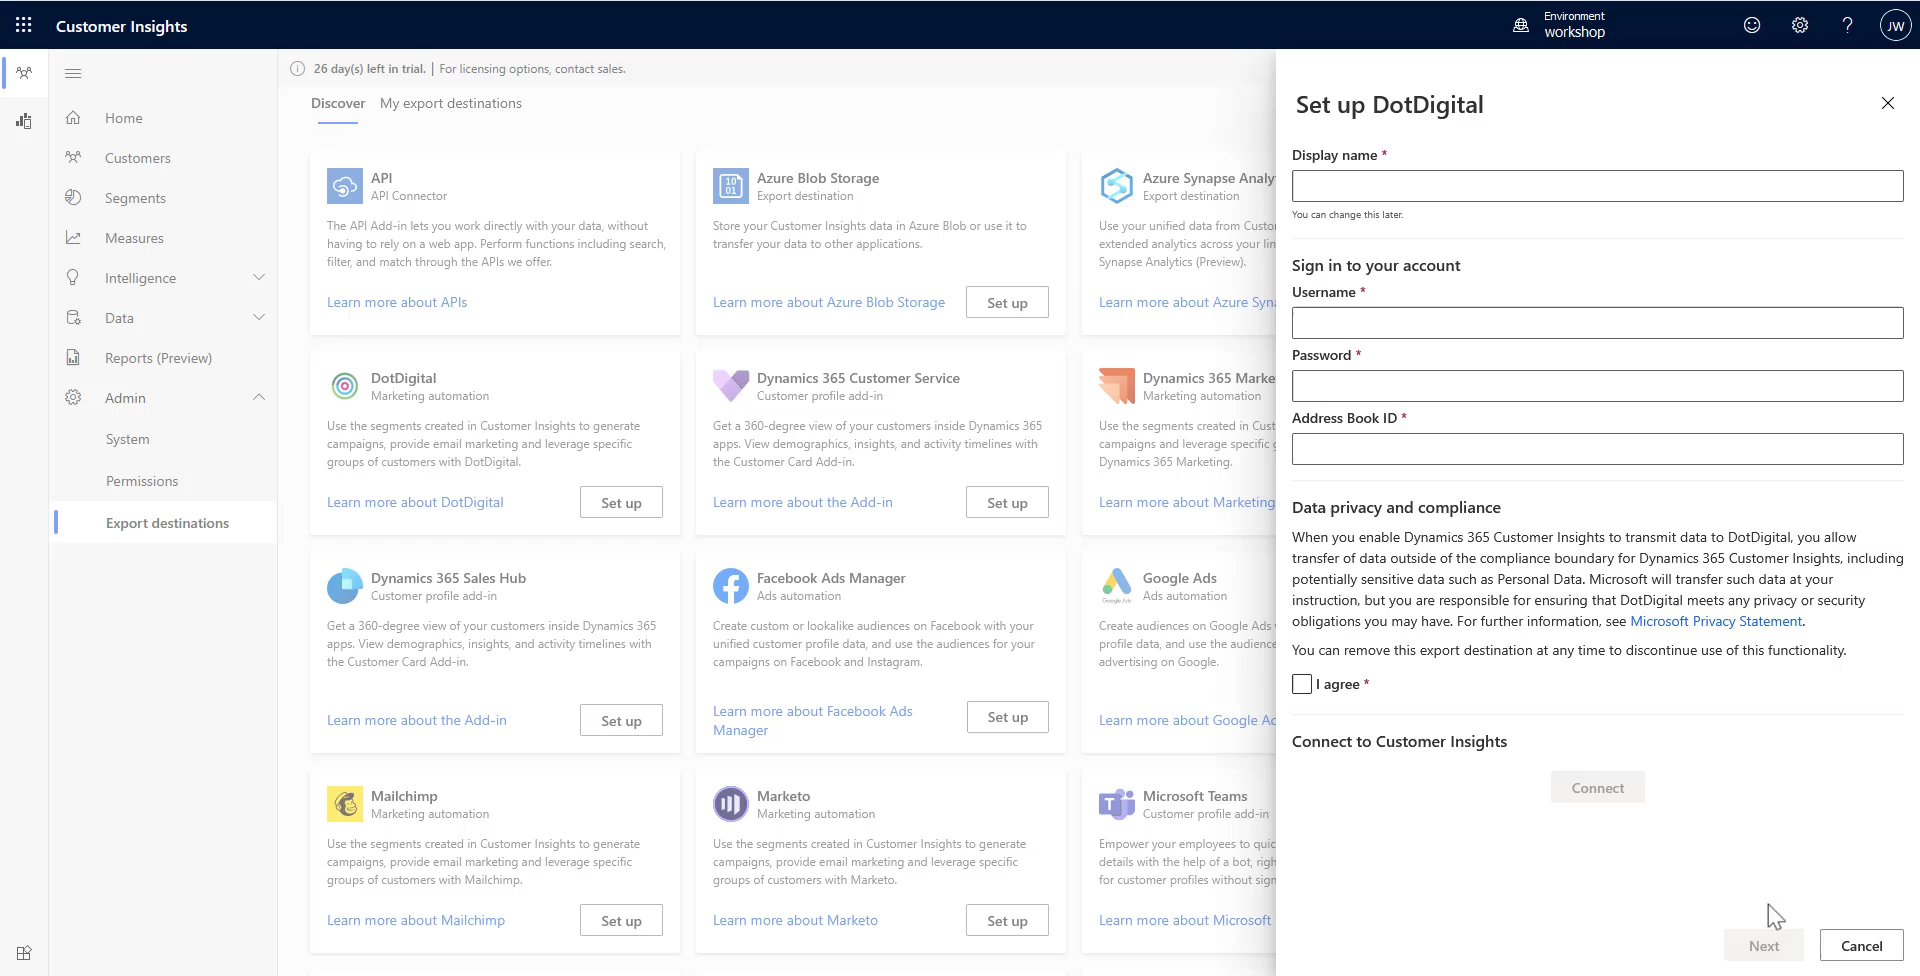 Customer Insights
Environment
workshop
JW
26 day(s) left in trial. | For licensing options, contact sales.
Home
Customers
Segments
Measures
Intelligence
Data
Reports (Preview)
Admin
System
Permissions
Export destinations
Discover
My export destinations
API
API Connector
The API Add-in lets you work directly with your data, without
having to rely on a web app. Perform functions including search,
filter, and match through the APIs we offer.
Learn more about APIs
10
01
Azure Blob Storage
Export destination
Store your Customer Insights data in Azure Blob or use it to
transfer your data to other applications.
Learn more about Azure Blob Storage
Set up
Azure Synapse Analy
Export destination
Use your unified data from Custo
extended analytics across your lin
Synapse Analytics (Preview).
Learn more about Azure Syna
DotDigital
Marketing automation
Use the segments created in Customer Insights to generate
campaigns, provide email marketing and leverage specific
groups of customers with DotDigital.
Learn more about DotDigital
Set up
Dynamics 365 Customer Service
Customer profile add-in
Get a 360-degree view of your customers inside Dynamics 365
apps. View demographics, insights, and activity timelines with
the Customer Card Add-in.
Learn more about the Add-in
Set up
Dynamics 365 Marke
Marketing automation
Use the segments created in Cust
campaigns and leverage specific g
Dynamics 365 Marketing.
Learn more about Marketing
Dynamics 365 Sales Hub
Customer profile add-in
Get a 360-degree view of your customers inside Dynamics 365
apps. View demographics, insights, and activity timelines with
the Customer Card Add-in.
Learn more about the Add-in
Set up
Facebook Ads Manager
Ads automation
Create custom or lookalike audiences on Facebook with your
unified customer profile data, and use the audiences for your
campaigns on Facebook and Instagram.
Learn more about Facebook Ads
Manager
Set up
Google Ads
Google Ads
Ads automation
Create audiences on Google Ads w
profile data, and use the audience
advertising on Google.
Learn more about Google Ad
Mailchimp
Marketing automation
Use the segments created in Customer Insights to generate
campaigns, provide email marketing and leverage specific
groups of customers with Mailchimp.
Learn more about Mailchimp
Set up
Marketo
Marketing automation
Use the segments created in Customer Insights to generate
campaigns, provide email marketing and leverage specific
groups of customers with Marketo.
Learn more about Marketo
Set up
T
Microsoft Teams
Customer profile add-in
Empower your employees to quic
details with the help of a bot, righ
for customer profiles without sign
Learn more about Microsoft
Set up DotDigital
Display name *
You can change this later.
Sign in to your account
Username *
Password *
Address Book ID *
Data privacy and compliance
When you enable Dynamics 365 Customer Insights to transmit data to DotDigital, you allow
transfer of data outside of the compliance boundary for Dynamics 365 Customer Insights, including
potentially sensitive data such as Personal Data. Microsoft will transfer such data at your
instruction, but you are responsible for ensuring that DotDigital meets any privacy or security
obligations you may have. For further information, see Microsoft Privacy Statement.
You can remove this export destination at any time to discontinue use of this functionality.
I agree *
Connect to Customer Insights
Connect
Next
Cancel